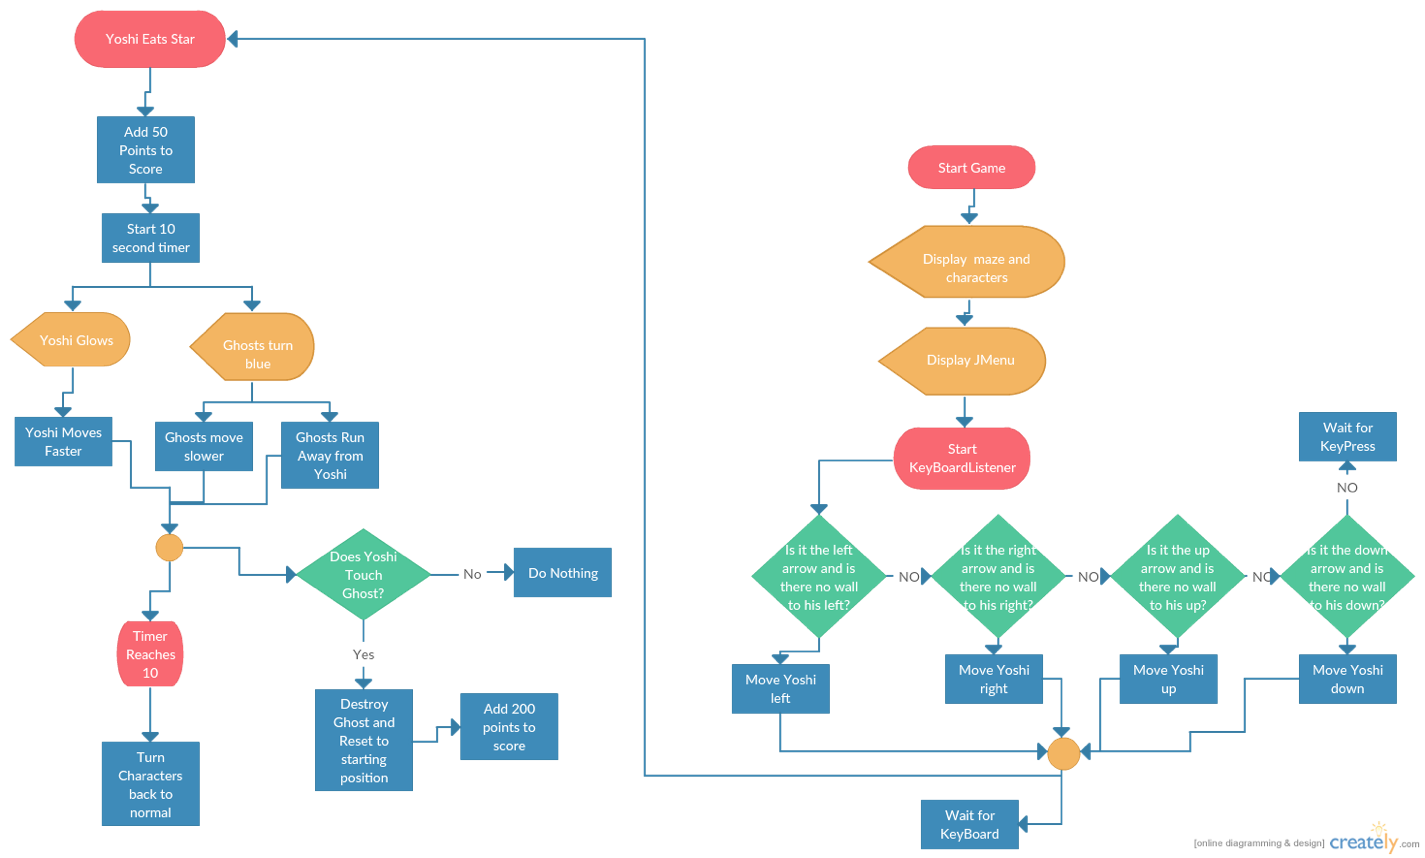 Yoshi Eats Star
Add 50
Points to
Score
Start 10
second timer
Yoshi Glows
Ghosts turn
blue
Yoshi Moves
Faster
Ghosts move
slower
Ghosts Run
Away from
Yoshi
Does Yoshi
Touch
Ghost?
No
Do Nothing
Yes
Timer
Reaches
10
Destroy
Ghost and
Reset to
starting
position
Add 200
points to
score
Turn
Characters
back to
normal
Start Game
Display maze and
characters
Display JMenu
Start
KeyBoardListener
Is it the left
arrow and is
there no wall
to his left?
NO
Is it the right
arrow and is
there no wall
to his right?
NO
Is it the up
arrow and is
there no wall
to his up?
NO
Is it the down
arrow and is
there no wall
to his down?
NO
Wait for
KeyPress
Move Yoshi
left
Move Yoshi
right
Move Yoshi
up
Move Yoshi
down
Wait for
KeyBoard
[online diagramming & design] creately.com